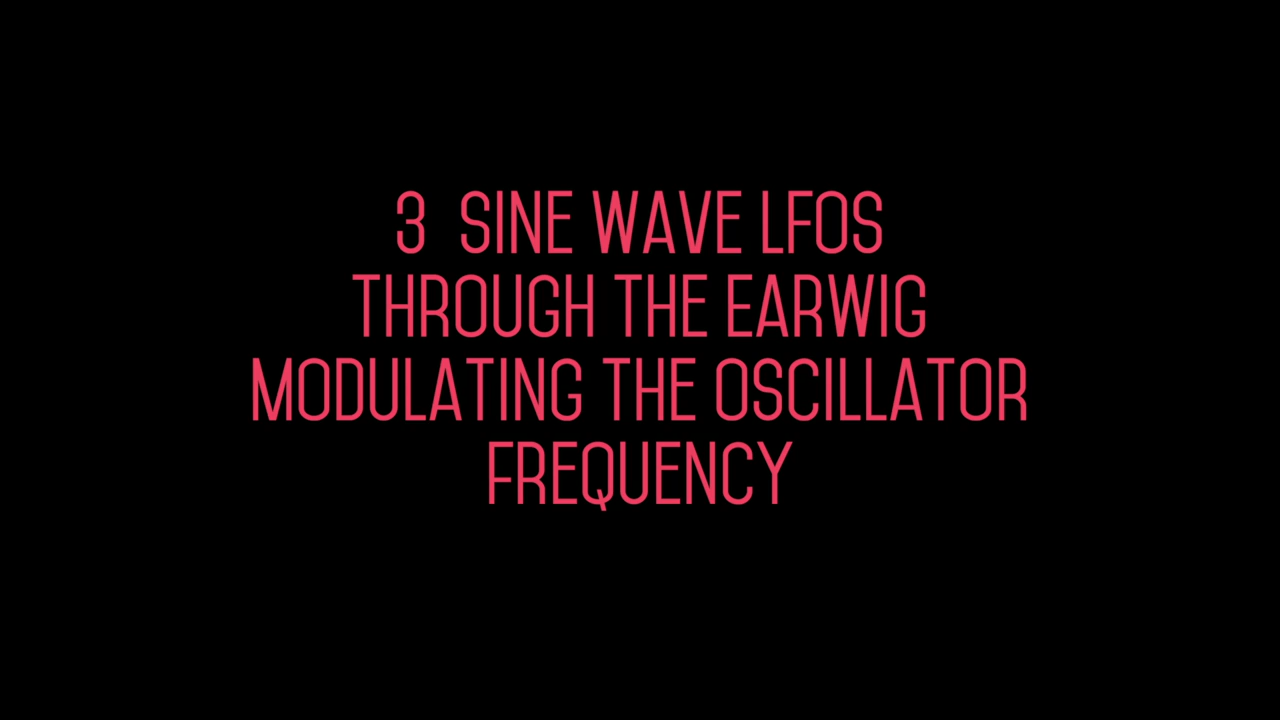 3 SINE WAVE LFOS
THROUGH THE EARWIG
MODULATING THE OSCILLATOR
FREQUENCY